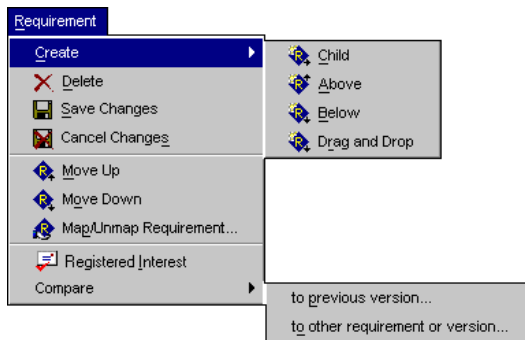 Requirement
Create
Child
Above
Below
Drag and Drop
Delete
Save Changes
Cancel Changes
Move Up
Move Down
Map/Unmap Requirement...
Registered Interest
Compare
to previous version...
to other requirement or version...